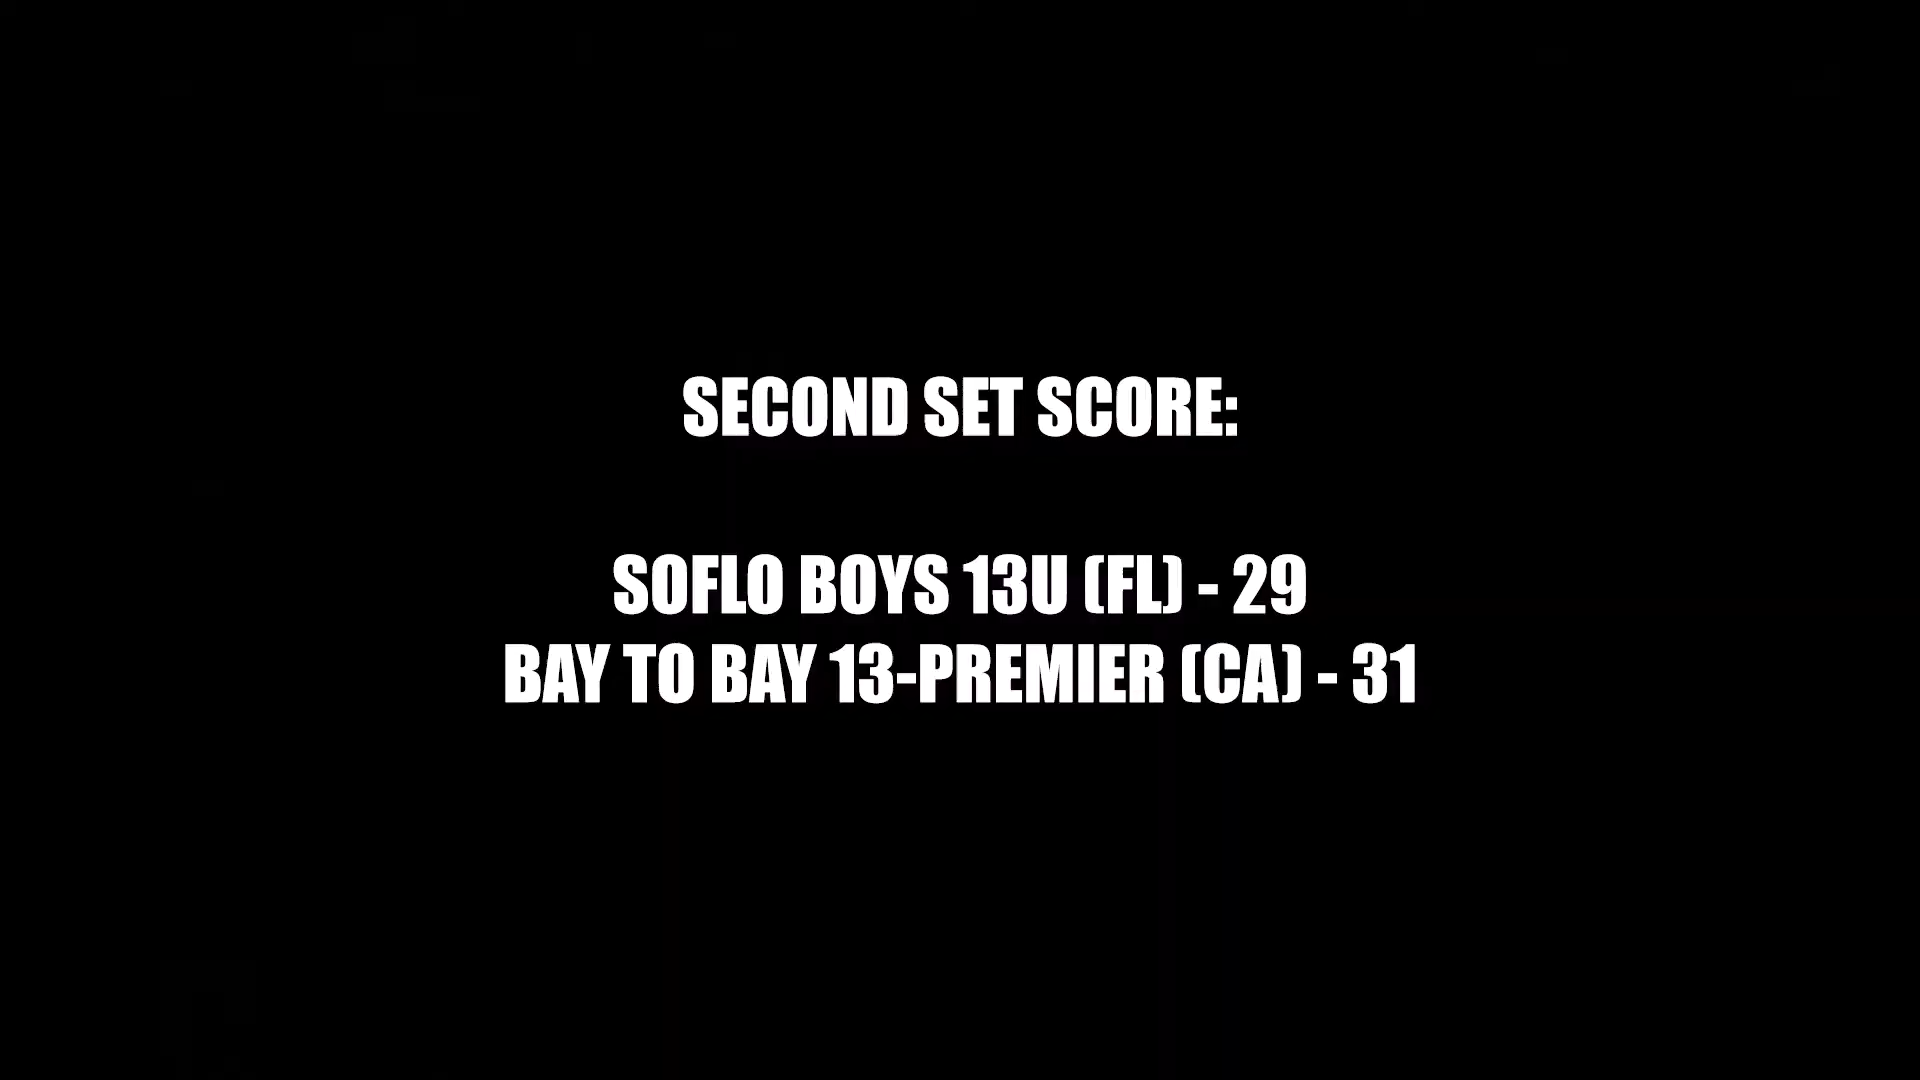 SECOND SET SCORE:
SOFLO BOYS 13U (FL) - 29
BAY TO BAY 13-PREMIER (CA) - 31